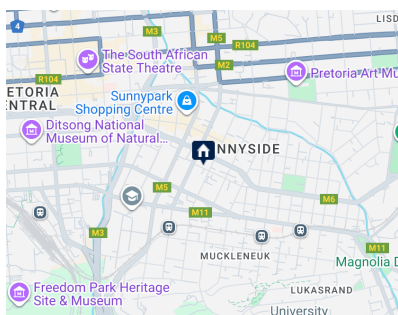 LISD
4
M3
M5
R104
The South African
State Theatre
M2
R104
Pretoria Art Mu
ETORIA
ENTRAL
Sunnypark
Shopping Centre
Ditsong National
Museum of Natural...
NNYSIDE
M5
M6
M11
M3
M11
MUCKLENEUK
Magnolia D
Freedom Park Heritage
Site & Museum
LUKASRAND
University